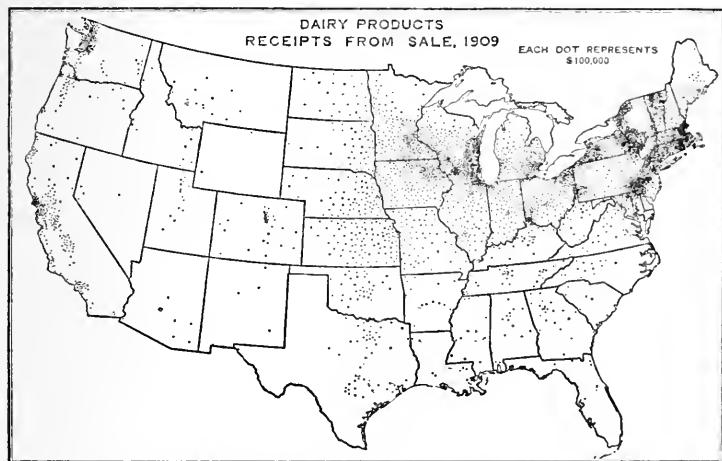 DAIRY PRODUCTS
RECEIPTS FROM SALE, 1909
EACH DOT REPRESENTS
$100,000